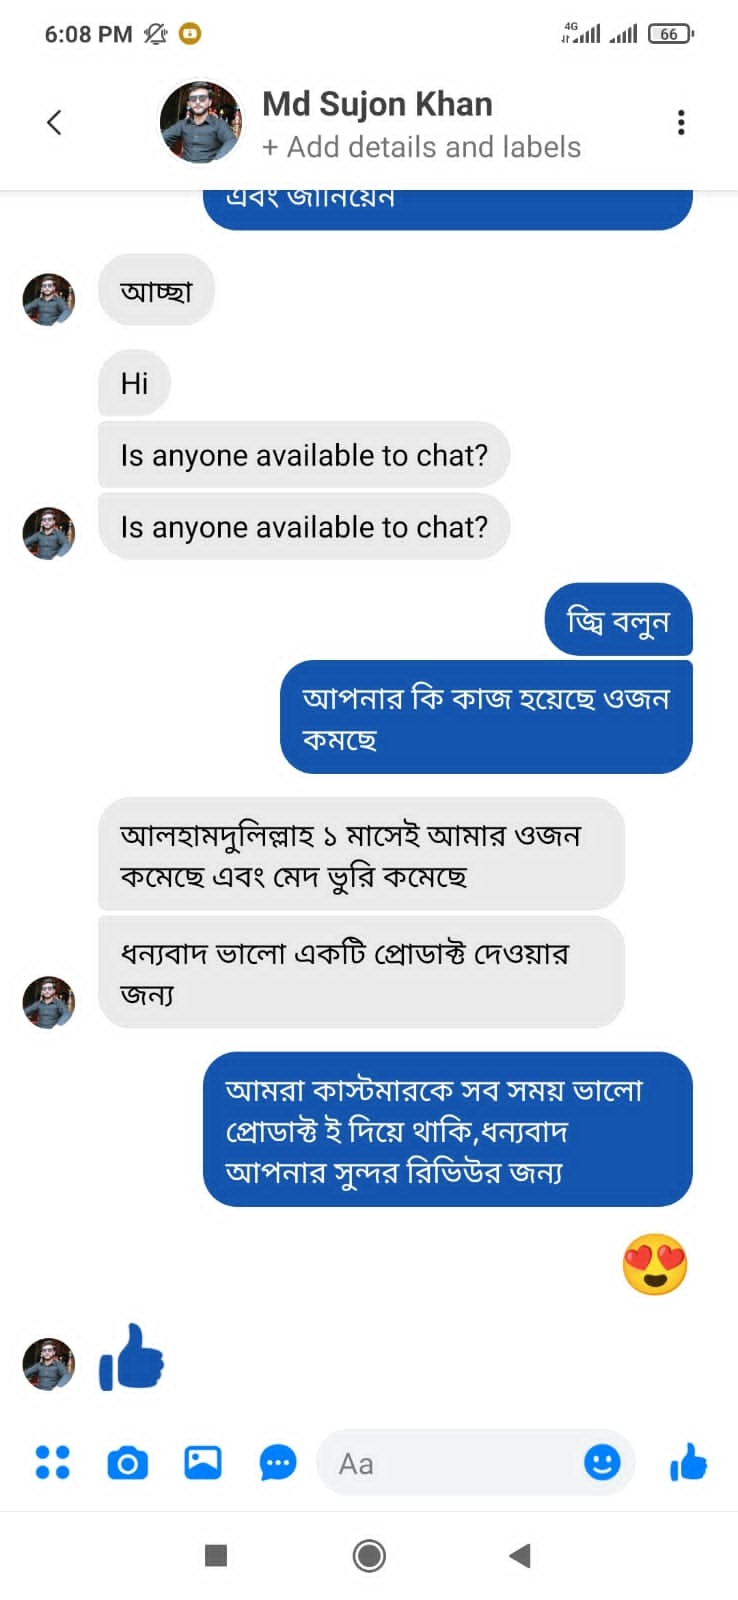 6:08 PM
4G
66
Md Sujon Khan
+ Add details and labels
এবং জানিয়েন
আচ্ছা
Hi
Is anyone available to chat?
Is anyone available to chat?
জ্বি বলুন
আপনার কি কাজ হয়েছে ওজন
কমছে
আলহামদুলিল্লাহ ১ মাসেই আমার ওজন
কমেছে এবং মেদ ভুরি কমেছে
ধন্যবাদ ভালো একটি প্রোডাক্ট দেওয়ার
জন্য
আমরা কাস্টমারকে সব সময় ভালো
প্রোডাক্ট ই দিয়ে থাকি,ধন্যবাদ
আপনার সুন্দর রিভিউর জন্য
Aa